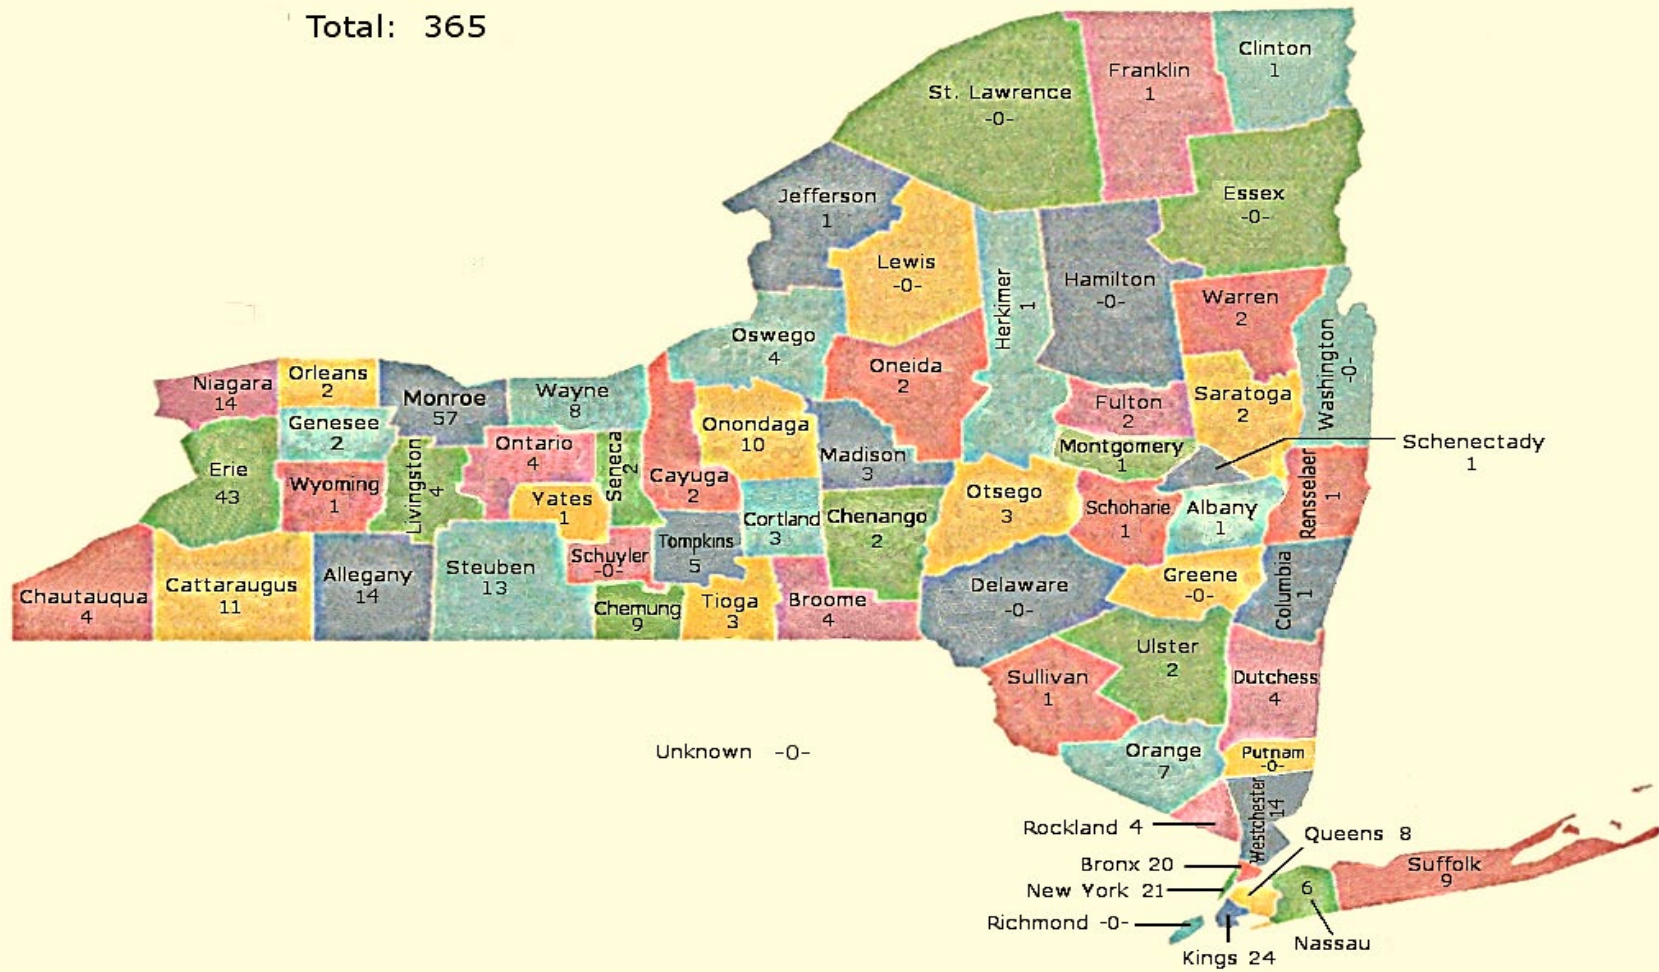 Total: 365
Clinton
1
Franklin
1
St. Lawrence
-0-
Essex
-0-
Jefferson
1
Lewis
-0-
Herkimer
1
Hamilton
-0-
Warren
2
Washington
-0-
Oswego
4
Oneida
2
Niagara
14
Orleans
2
Monroe
57
Wayne
8
Fulton
2
Saratoga
2
Genesee
2
Onondaga
10
Madison
3
Montgomery
1
Schenectady
1
Erie
43
Wyoming
1
Livingston
4
Ontario
4
Seneca
2
Cayuga
2
Yates
1
Otsego
3
Schoharie
1
Albany
1
Rensselaer
1
Cortland
3
Chenango
2
Chautauqua
4
Cattaraugus
11
Allegany
14
Steuben
13
Schuyler
-0-
Tompkins
5
Chemung
9
Tioga
3
Broome
4
Delaware
-0-
Greene
-0-
Columbia
1
Ulster
2
Sullivan
1
Dutchess
4
Unknown -0-
Orange
7
Putnam
-0-
Westchester
14
Rockland 4
Queens 8
Bronx 20
Suffolk
9
New York 21
6
Nassau
Richmond -0-
Kings 24